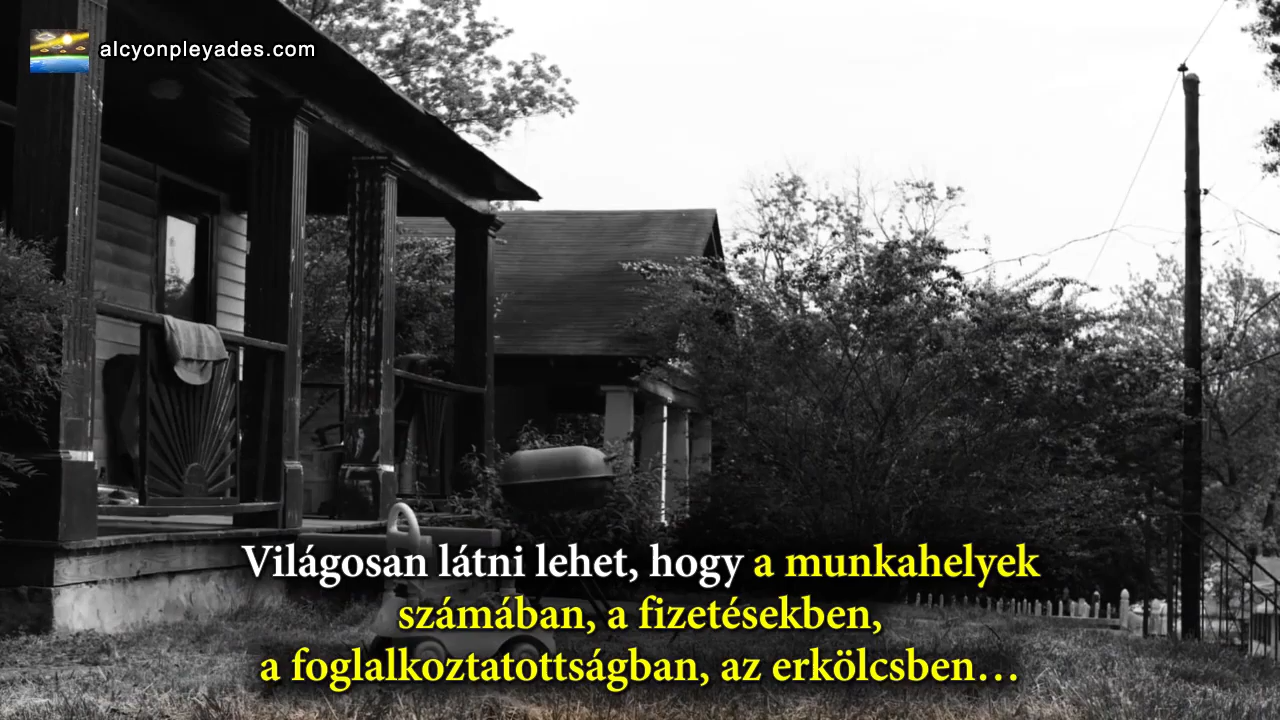 alcyonpleyades.com
Világosan látni lehet, hogy a munkahelyek
számában, a fizetésekben,
a foglalkoztatottságban, az erkölcsben…